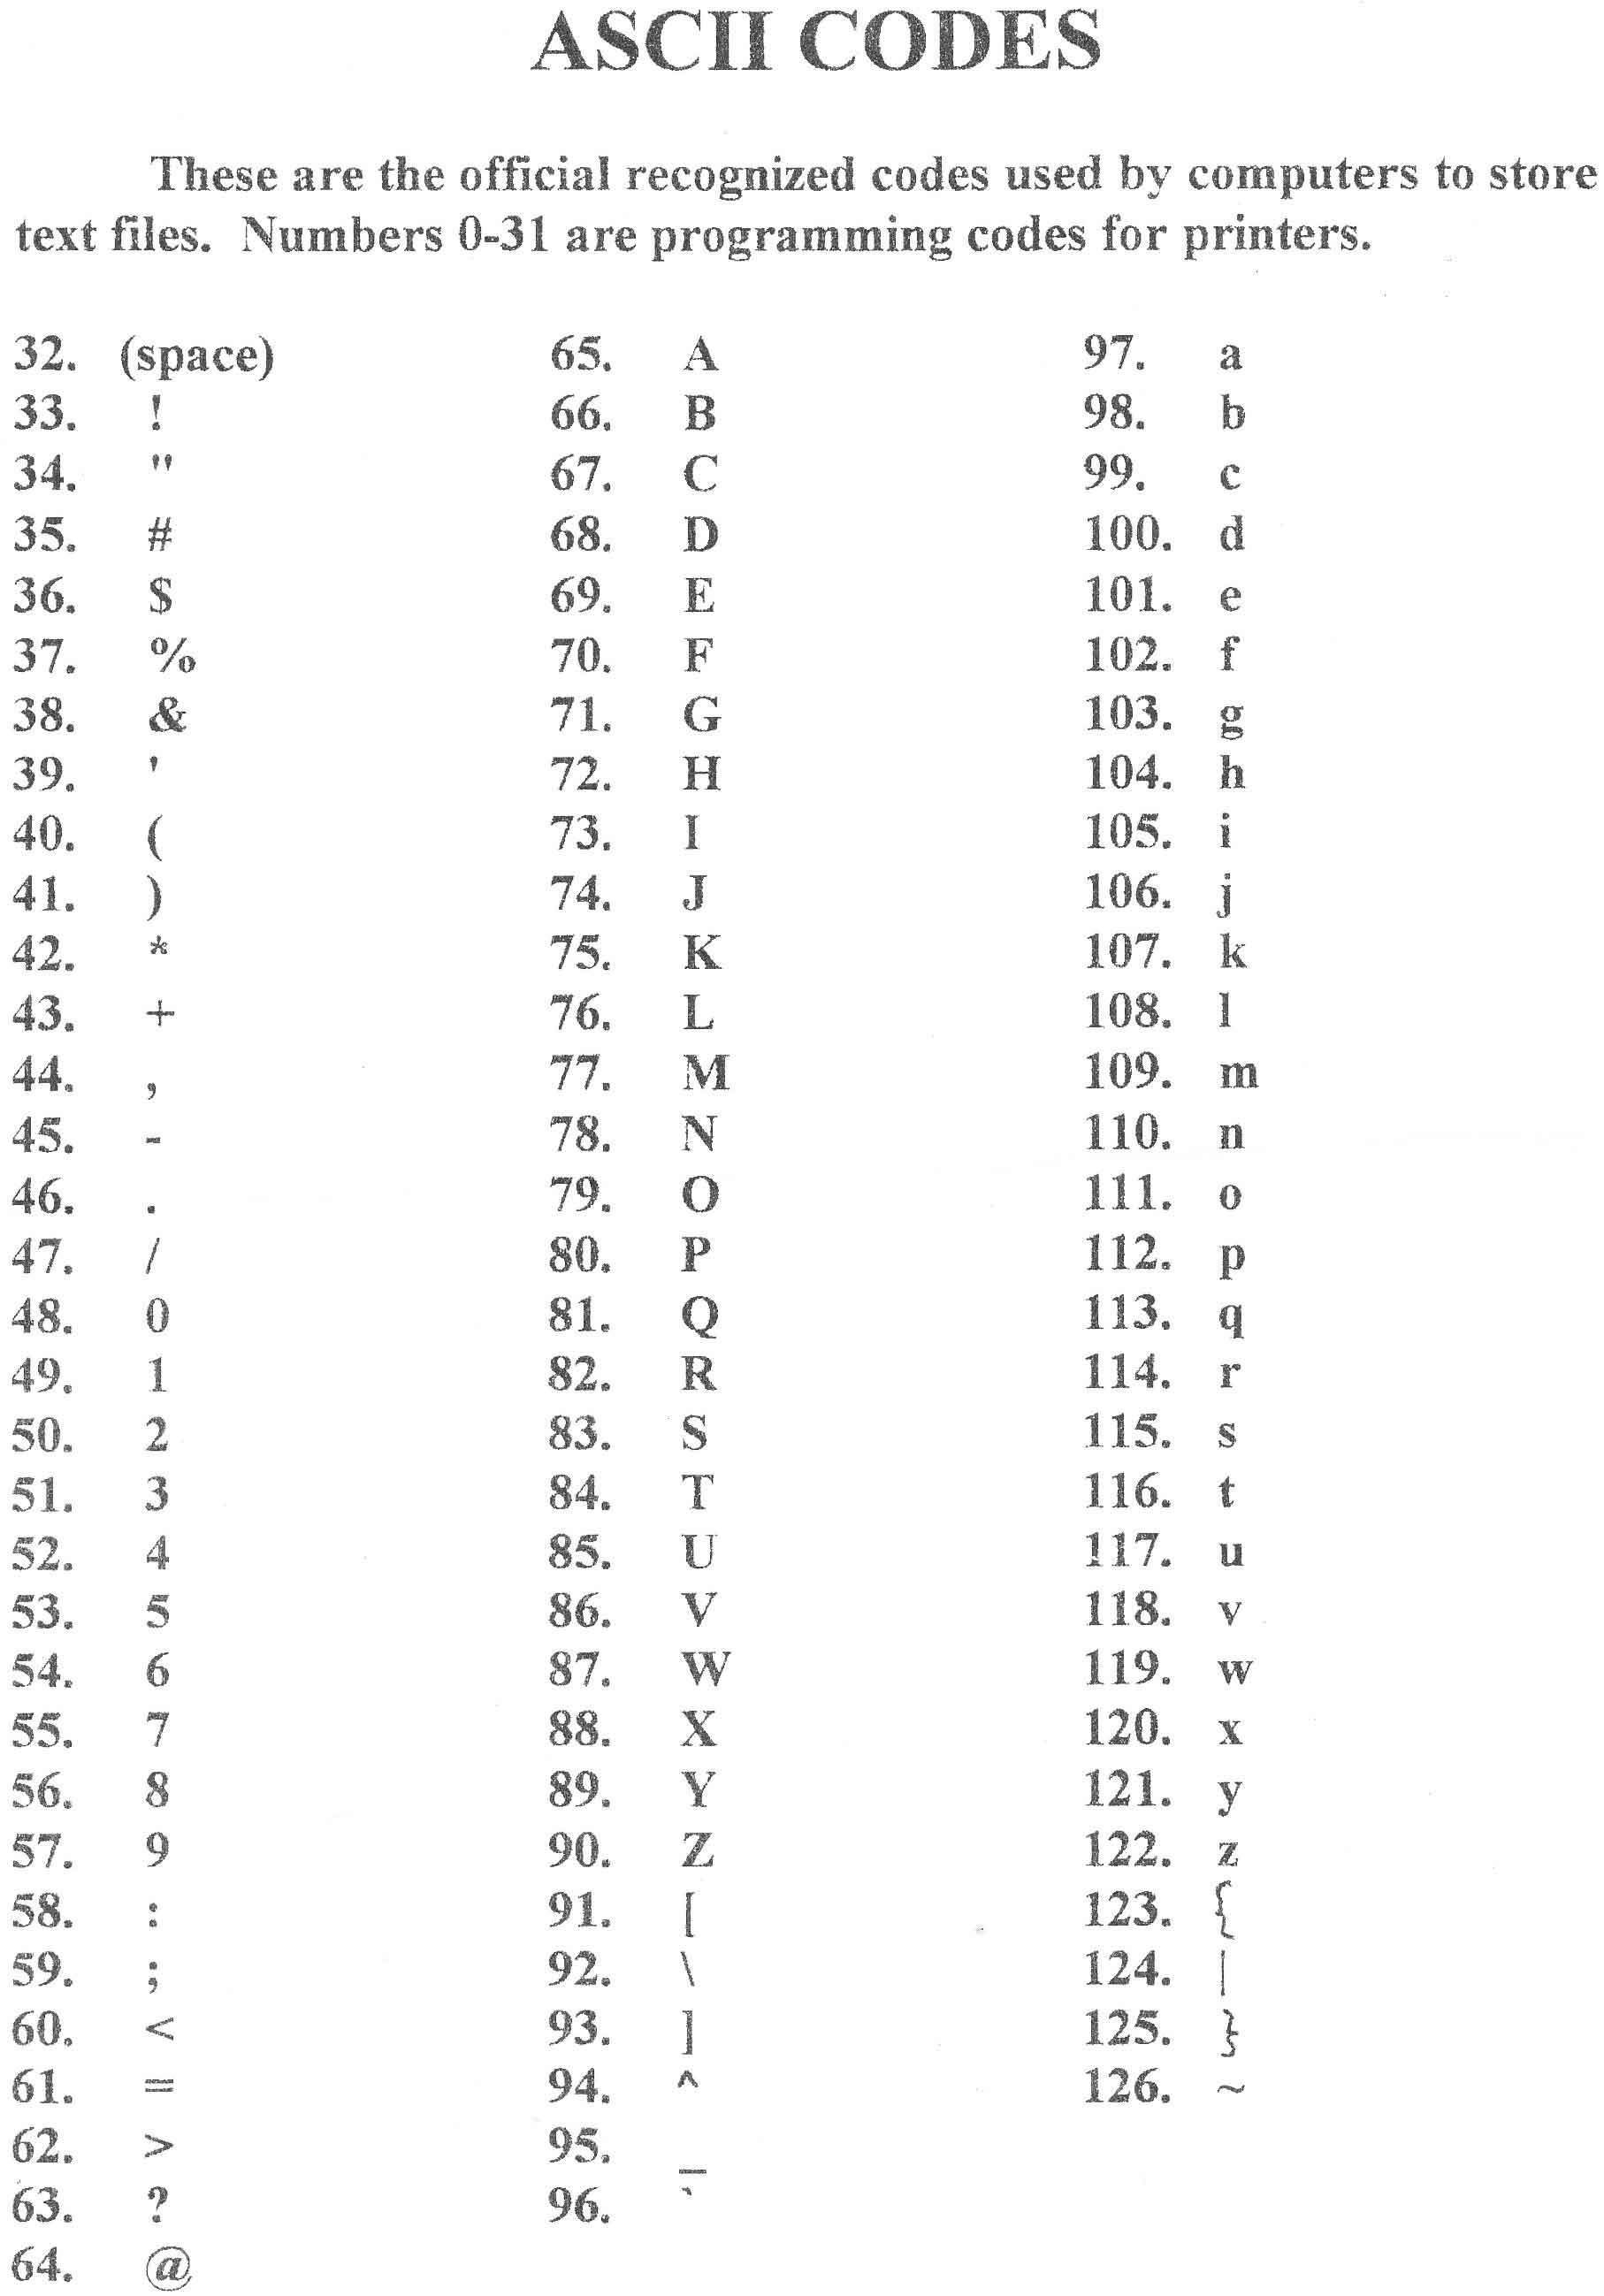 ASCII CODES
These are the official recognized codes used by computers to store
text files. Numbers 0-31 are programming codes for printers.
32. (space) 65. A 97. a
33. ! 66. B 98. b
34. " 67. C 99. c
35. # 68. D 100. d
36. $ 69. E 101. e
37. % 70. F 102. f
38. & 71. G 103. g
39. ' 72. H 104. h
40. ( 73. I 105. i
41. ) 74. J 106. j
42. * 75. K 107. k
43. + 76. L 108. l
44. , 77. M 109. m
45. - 78. N 110. n
46. . 79. O 111. o
47. / 80. P 112. p
48. 0 81. Q 113. q
49. 1 82. R 114. r
50. 2 83. S 115. s
51. 3 84. T 116. t
52. 4 85. U 117. u
53. 5 86. V 118. v
54. 6 87. W 119. w
55. 7 88. X 120. x
56. 8 89. Y 121. y
57. 9 90. Z 122. z
58. : 91. [ 123. {
59. ; 92. \ 124. |
60. < 93. ] 125. }
61. = 94. ^ 126. ~
62. > 95. _
63. ? 96. `
64. @